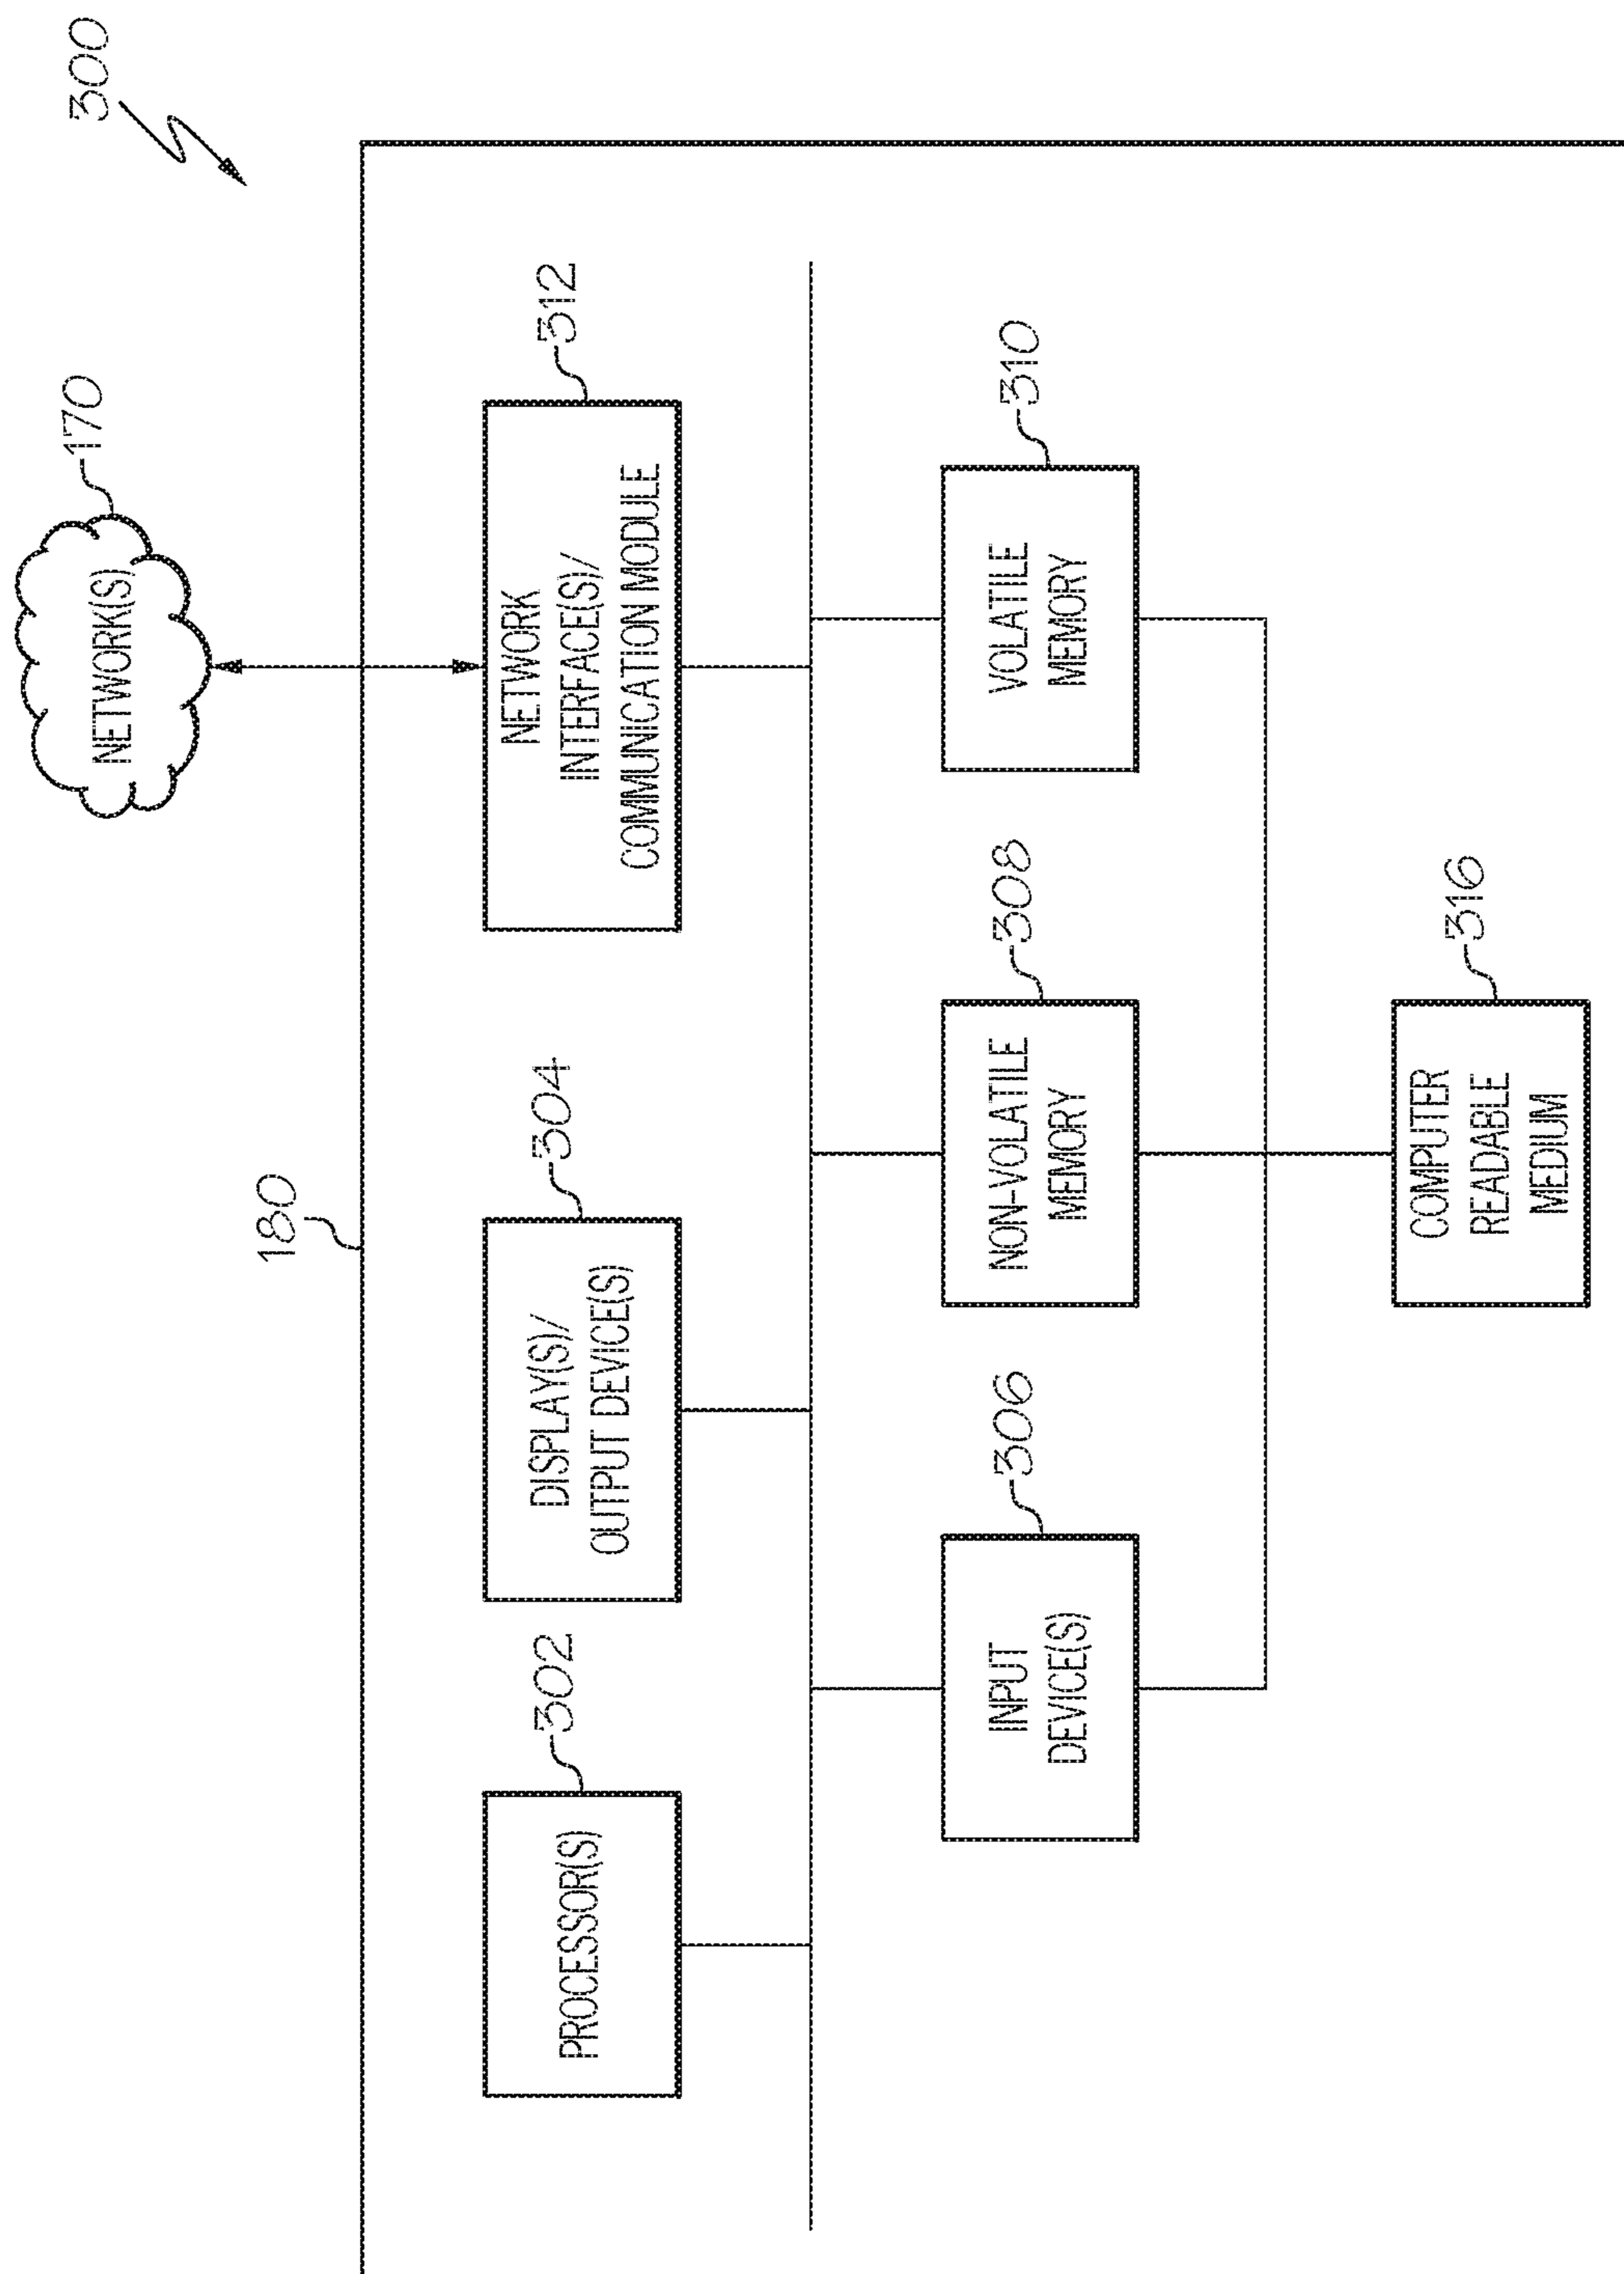 300
170
NETWORK(S)
180
302
PROCESSOR(S)
304
DISPLAY(S)/
OUTPUT DEVICE(S)
312
NETWORK
INTERFACE(S)/
COMMUNICATION MODULE
306
INPUT
DEVICE(S)
308
NON-VOLATILE
MEMORY
310
VOLATILE
MEMORY
316
COMPUTER
READABLE
MEDIUM